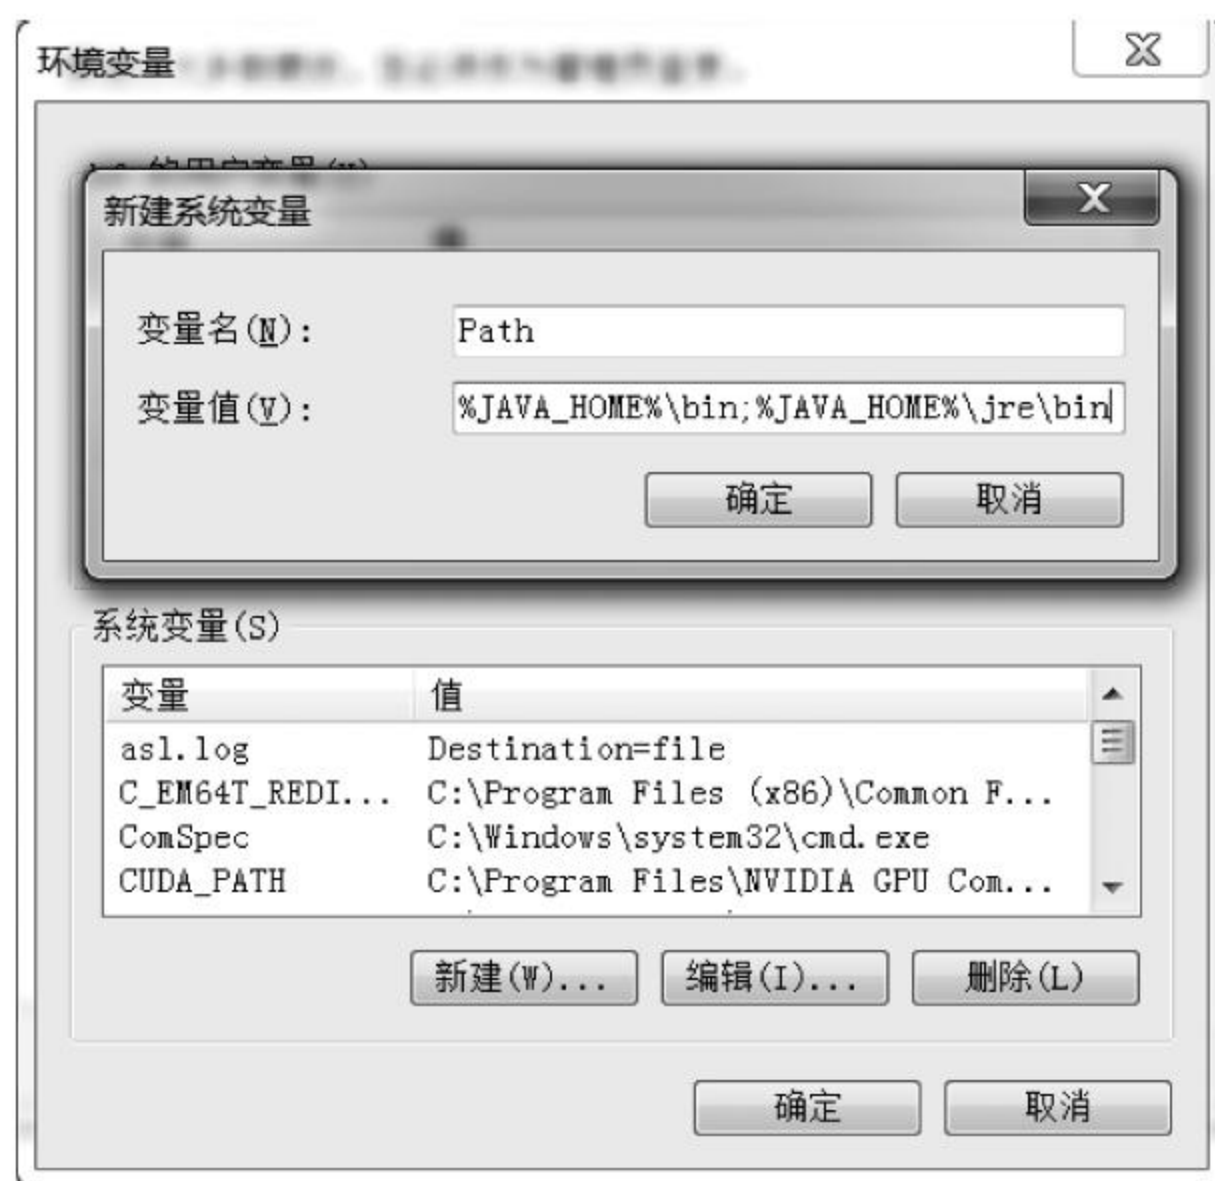 环境变量
新建系统变量
变量名(N):
Path
变量值(V):
%JAVA_HOME%\bin;%JAVA_HOME%\jre\bin
确定
取消
系统变量(S)
变量 值
asl.log Destination=file
C_EM64T_REDI... C:\Program Files (x86)\Common F...
ComSpec C:\Windows\system32\cmd.exe
CUDA_PATH C:\Program Files\NVIDIA GPU Com...
新建(W)... 编辑(I)... 删除(L)
确定 取消